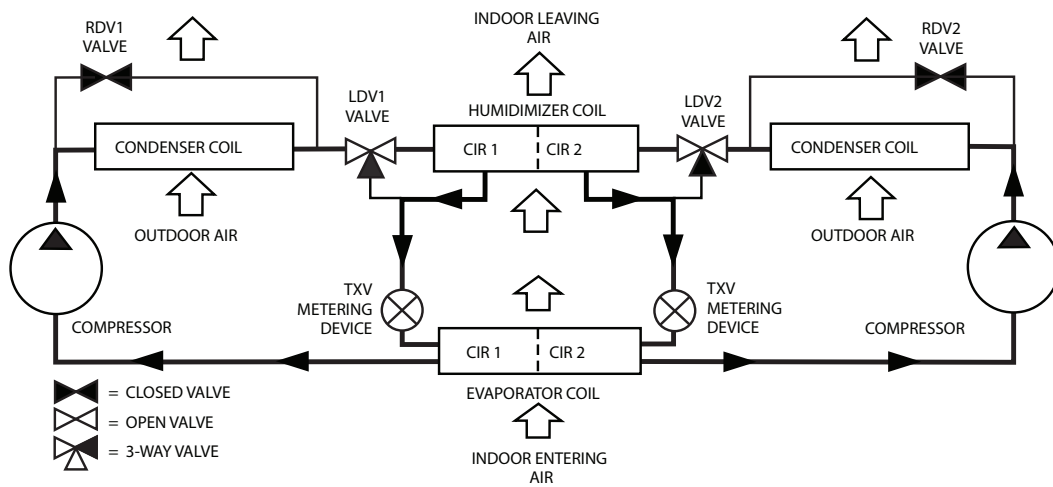 RDV1
VALVE
INDOOR LEAVING
AIR
RDV2
VALVE
LDV1
VALVE
HUMIDIMIZER COIL
LDV2
VALVE
CONDENSER COIL
CIR 1
CIR 2
CONDENSER COIL
OUTDOOR AIR
OUTDOOR AIR
TXV
METERING
DEVICE
TXV
METERING
DEVICE
COMPRESSOR
COMPRESSOR
CIR 1
CIR 2
EVAPORATOR COIL
= CLOSED VALVE
= OPEN VALVE
= 3-WAY VALVE
INDOOR ENTERING
AIR